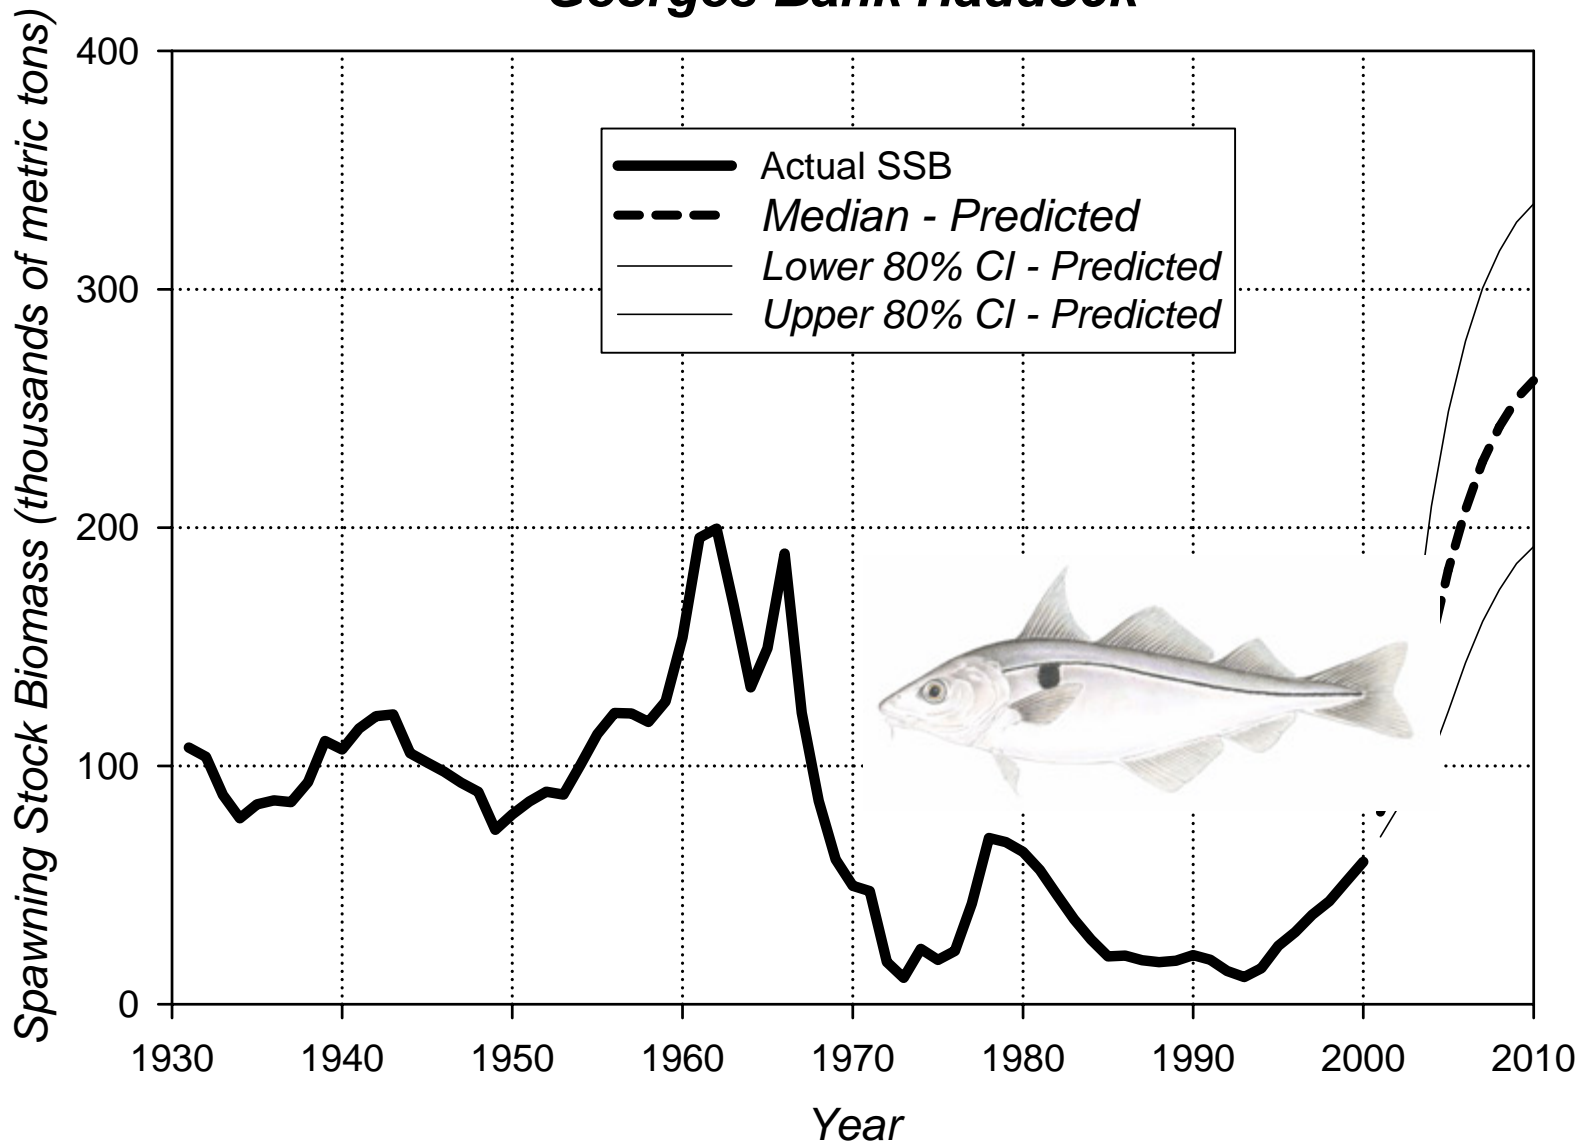 Georges Bank Haddock
Spawning Stock Biomass (thousands of metric tons)
400
300
200
100
0
Actual SSB
Median - Predicted
Lower 80% CI - Predicted
Upper 80% CI - Predicted
1930 1940 1950 1960 1970 1980 1990 2000 2010
Year